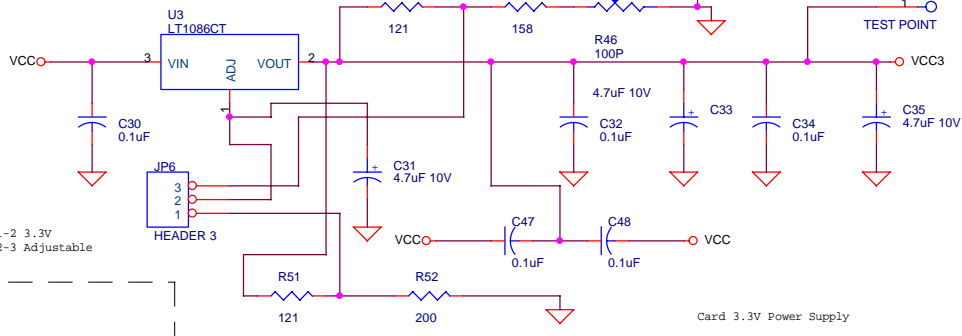 U3
LT1086CT
VCC
3
VIN
ADJ
VOUT
2
1
121
158
R46
100P
1
TEST POINT
VCC3
C30
0.1uF
C31
4.7uF 10V
C32
0.1uF
4.7uF 10V
C33
C34
0.1uF
C35
4.7uF 10V
JP6
3
2
1
HEADER 3
-2 3.3V
2-3 Adjustable
VCC
C47
0.1uF
C48
0.1uF
VCC
R51
121
R52
200
Card 3.3V Power Supply